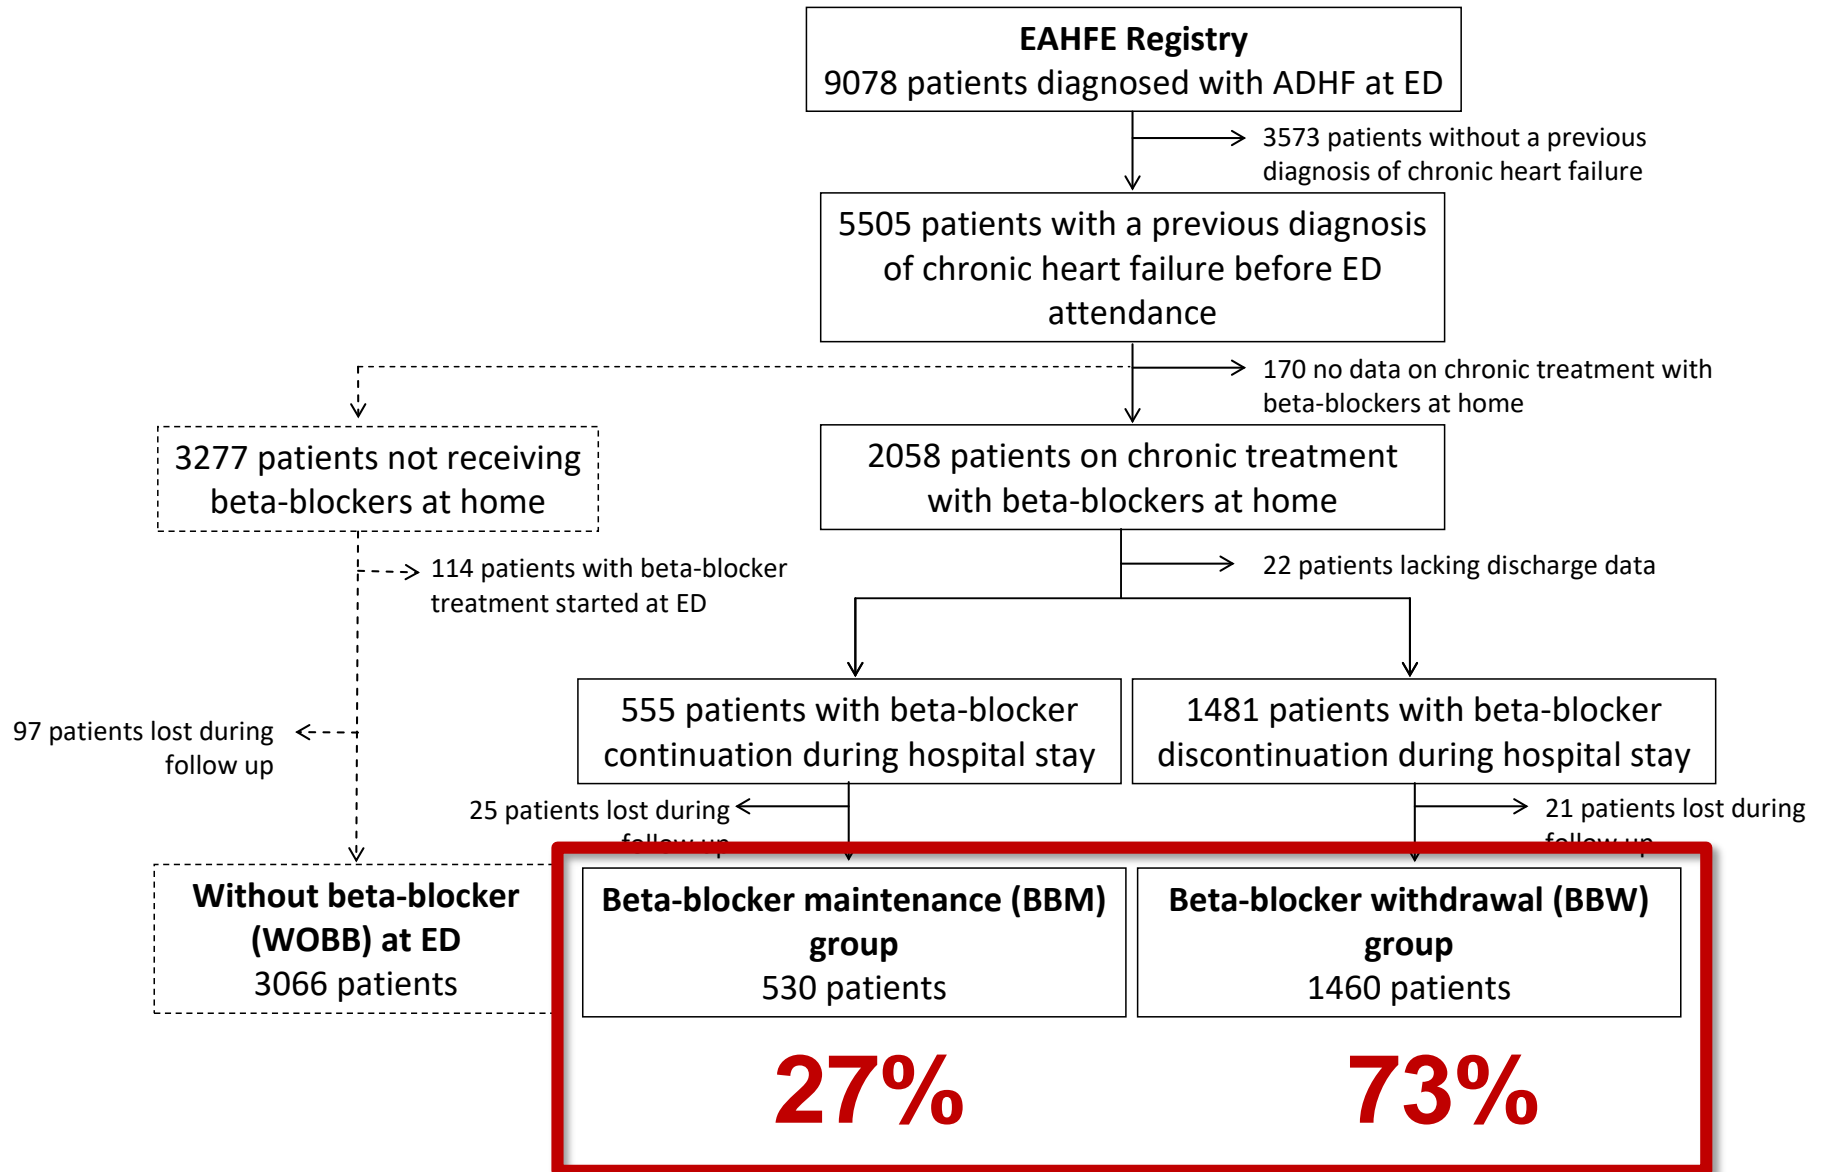 EAHFE Registry
9078 patients diagnosed with ADHF at ED
3573 patients without a previous
diagnosis of chronic heart failure
5505 patients with a previous diagnosis
of chronic heart failure before ED
attendance
170 no data on chronic treatment with
beta-blockers at home
3277 patients not receiving
beta-blockers at home
2058 patients on chronic treatment
with beta-blockers at home
114 patients with beta-blocker
treatment started at ED
22 patients lacking discharge data
97 patients lost during
follow up
555 patients with beta-blocker
continuation during hospital stay
1481 patients with beta-blocker
discontinuation during hospital stay
25 patients lost during
follow up
21 patients lost during
follow up
Without beta-blocker
(WOBB) at ED
3066 patients
Beta-blocker maintenance (BBM)
group
530 patients
Beta-blocker withdrawal (BBW)
group
1460 patients
27%
73%